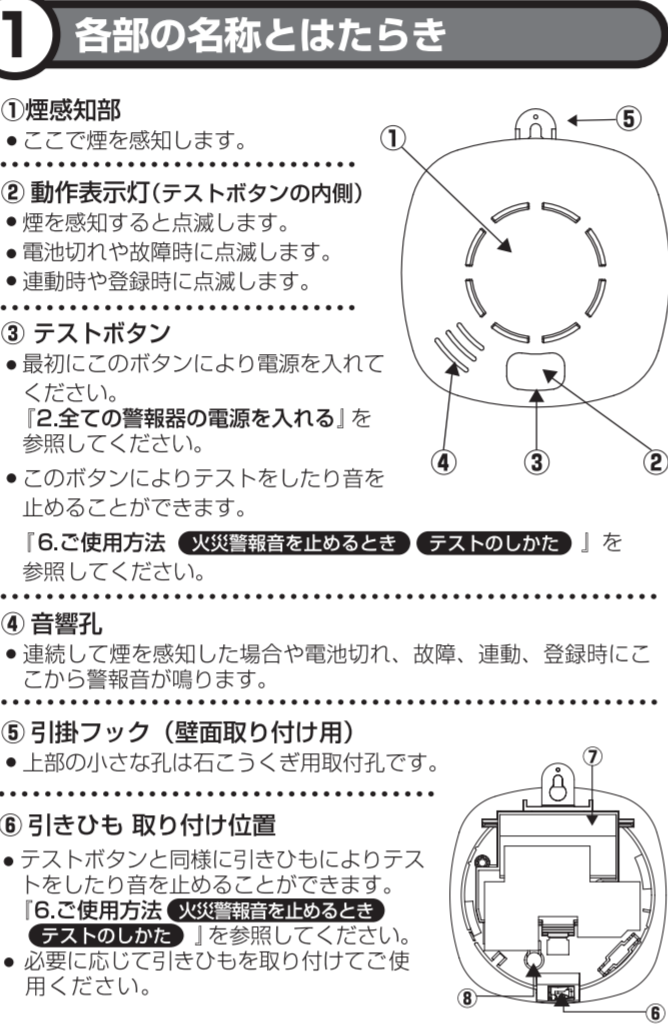 1 各部の名称とはたらき
①煙感知部
●ここで煙を感知します。
② 動作表示灯(テストボタンの内側)
●煙を感知すると点滅します。
●電池切れや故障時に点滅します。
●連動時や登録時に点滅します。
③ テストボタン
●最初にこのボタンにより電源を入れて
ください。
『2.全ての警報器の電源を入れる』を
参照してください。
●このボタンによりテストをしたり音を
止めることができます。
『6.ご使用方法 火災警報音を止めるとき テストのしかた 』を
参照してください。
①
⑤
④
③
②
④ 音響孔
●連続して煙を感知した場合や電池切れ、故障、連動、登録時にこ
こから警報音が鳴ります。
⑤ 引掛フック（壁面取り付け用）
●上部の小さな孔は石こうくぎ用取付孔です。
⑥ 引きひも 取り付け位置
●テストボタンと同様に引きひもによりテス
トをしたり音を止めることができます。
『6.ご使用方法 火災警報音を止めるとき
テストのしかた 』を参照してください。
●必要に応じて引きひもを取り付けてご使
用ください。
⑦
⑧
⑥